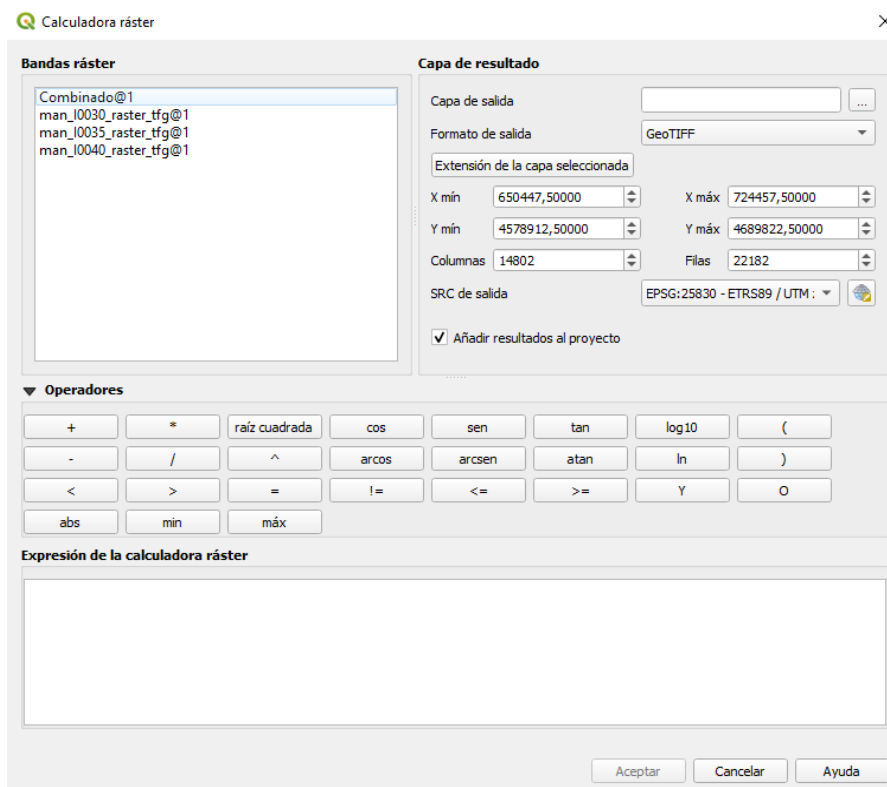 Calculadora ráster
Bandas ráster
Combinado@1
man_l0030_raster_tfg@1
man_l0035_raster_tfg@1
man_l0040_raster_tfg@1
Capa de resultado
Capa de salida
...
Formato de salida GeoTIFF
Extensión de la capa seleccionada
X mín 650447,50000 X máx 724457,50000
Y mín 4578912,50000 Y máx 4689822,50000
Columnas 14802 Filas 22182
SRC de salida EPSG:25830 - ETRS89 / UTM :
Añadir resultados al proyecto
Operadores
+ * raíz cuadrada cos sen tan log10 (
- / ^ arcos arcsen atan ln )
< > = != <= >= Y O
abs min máx
Expresión de la calculadora ráster
Aceptar Cancelar Ayuda